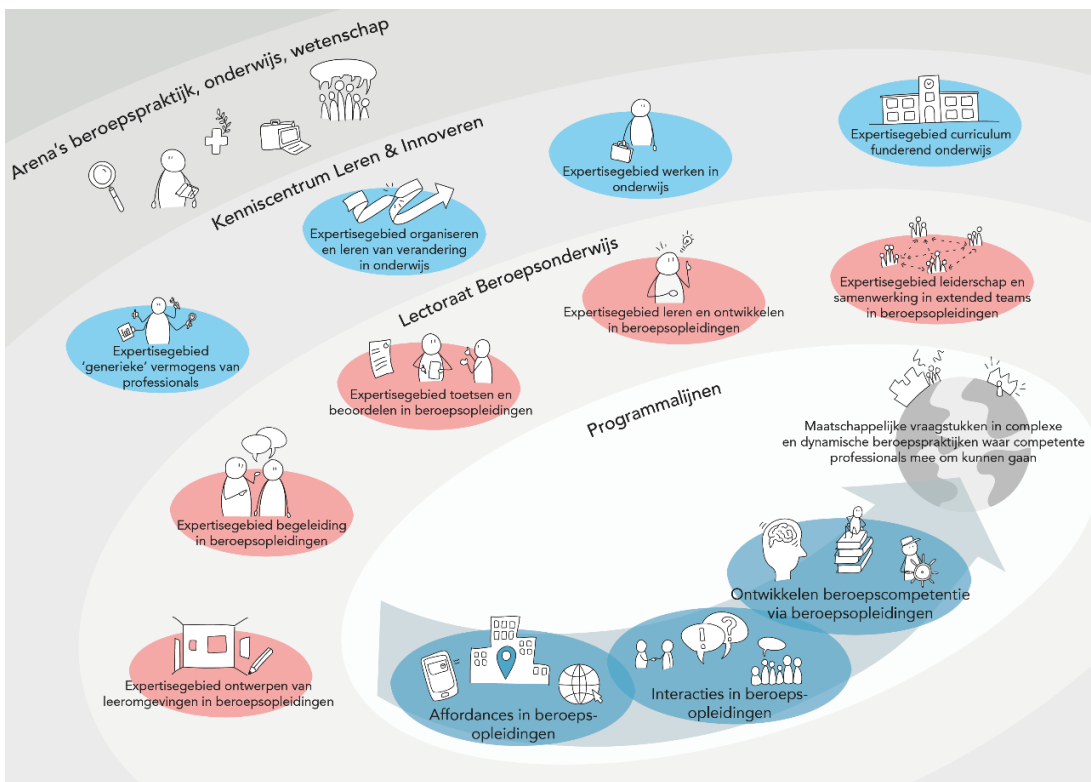 Arena's beroepspraktijk, onderwijs, wetenschap
Kenniscentrum Leren & Innoveren
Expertisegebied curriculum
funderend onderwijs
Expertisegebied werken in
onderwijs
Expertisegebied organiseren
en leren van verandering
in onderwijs
Expertisegebied
'generieke' vermogens van
professionals
Lectoraat Beroepsonderwijs
Expertisegebied leiderschap en
samenwerking in extended teams
in beroepsopleidingen
Expertisegebied leren en ontwikkelen
in beroepsopleidingen
Expertisegebied toetsen en
beoordelen in beroepsopleidingen
Expertisegebied begeleiding
in beroepsopleidingen
Expertisegebied ontwerpen van
leeromgevingen in beroepsopleidingen
Programmalijnen
Maatschappelijke vraagstukken in complexe
en dynamische beroepspraktijken waar competente
professionals mee om kunnen gaan
Ontwikkelen beroepscompetentie
via beroepsopleidingen
Interacties in beroeps-
opleidingen
Affordances in beroeps-
opleidingen